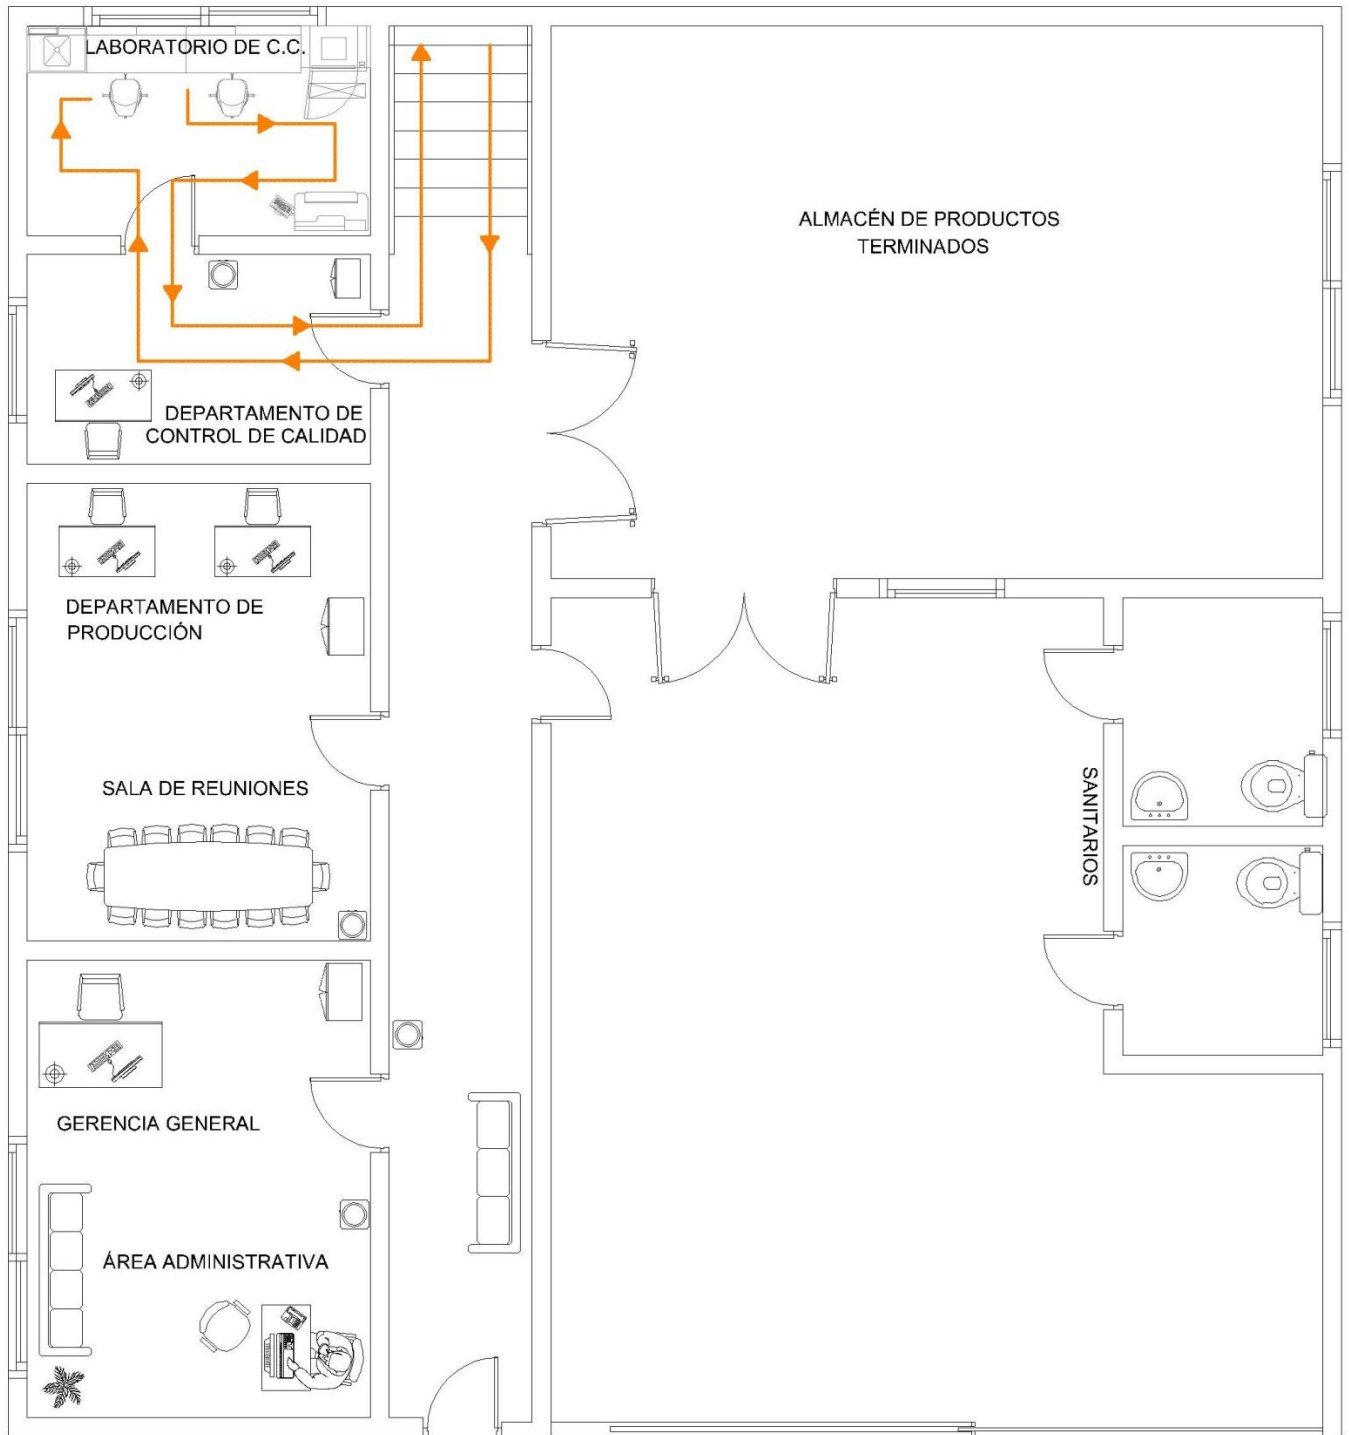 LABORATORIO DE C.C.
ALMACÉN DE PRODUCTOS
TERMINADOS
DEPARTAMENTO DE
CONTROL DE CALIDAD
DEPARTAMENTO DE
PRODUCCIÓN
SALA DE REUNIONES
SANITARIOS
GERENCIA GENERAL
ÁREA ADMINISTRATIVA